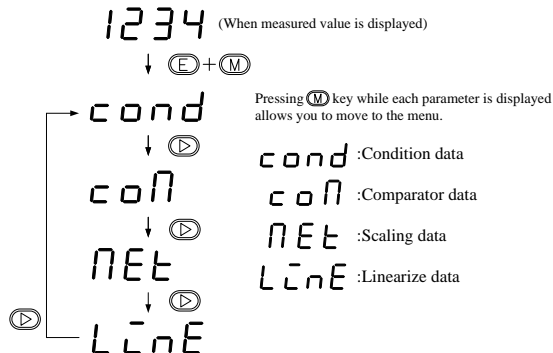 1234 (When measured value is displayed)
E + M
cond
Pressing M key while each parameter is displayed
allows you to move to the menu.
cond :Condition data
coM
coM :Comparator data
MEt
MEt :Scaling data
LinE
LinE :Linearize data